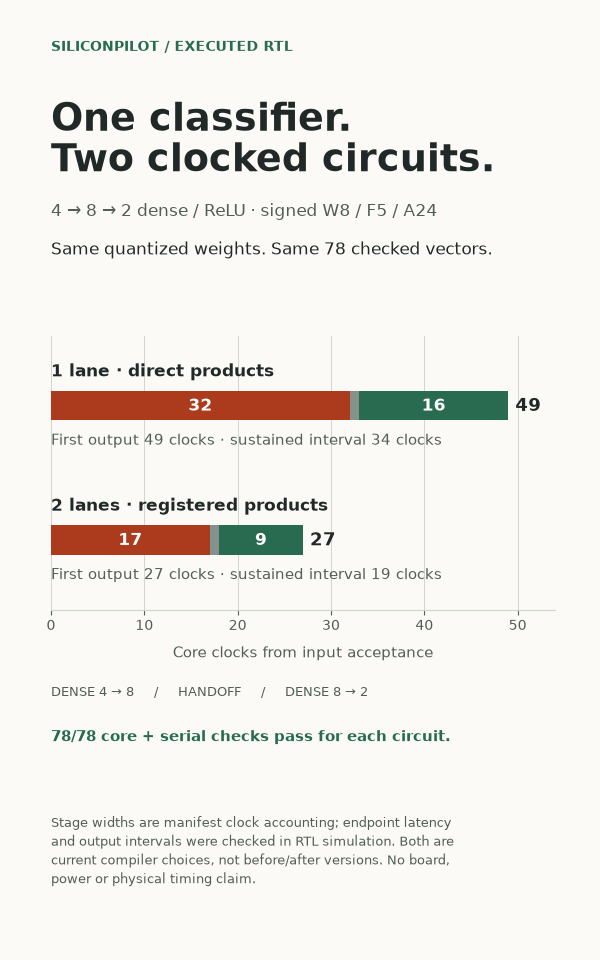 SILICONPILOT / EXECUTED RTL
One classifier.
Two clocked circuits.
4 → 8 → 2 dense / ReLU · signed W8 / F5 / A24
Same quantized weights. Same 78 checked vectors.
1 lane · direct products
32 16 49
First output 49 clocks · sustained interval 34 clocks
2 lanes · registered products
17 9 27
First output 27 clocks · sustained interval 19 clocks
0 10 20 30 40 50
Core clocks from input acceptance
DENSE 4 → 8 / HANDOFF / DENSE 8 → 2
78/78 core + serial checks pass for each circuit.
Stage widths are manifest clock accounting; endpoint latency
and output intervals were checked in RTL simulation. Both are
current compiler choices, not before/after versions. No board,
power or physical timing claim.